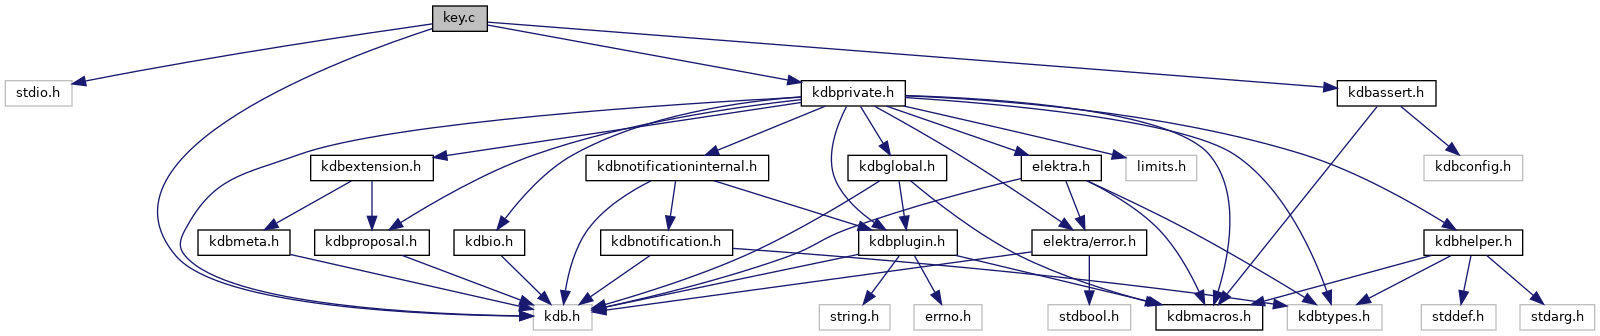 key.c
stdio.h
kdbprivate.h
kdbassert.h
kdbextension.h
kdbnotificationinternal.h
kdbglobal.h
elektra.h
limits.h
kdbconfig.h
kdbmeta.h
kdbproposal.h
kdbio.h
kdbnotification.h
kdbplugin.h
elektra/error.h
kdbhelper.h
kdb.h
string.h
errno.h
stdbool.h
kdbmacros.h
kdbtypes.h
stddef.h
stdarg.h